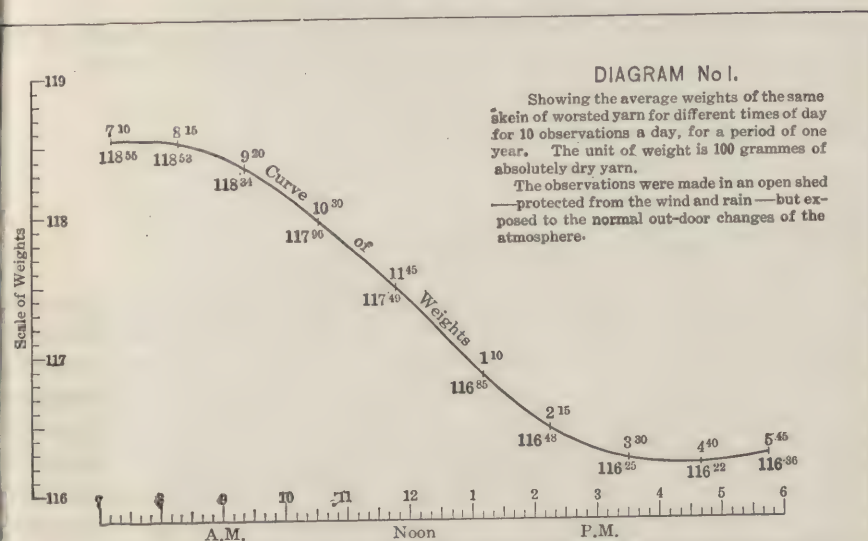 DIAGRAM No 1.
Showing the average weights of the same
skein of worsted yarn for different times of day
for 10 observations a day, for a period of one
year. The unit of weight is 100 grammes of
absolutely dry yarn.
The observations were made in an open shed
—protected from the wind and rain—but ex-
posed to the normal out-door changes of the
atmosphere.
Scale of Weights
119
118
117
116
7 10
118 55
8 15
118 53
9 20
118 34
10 30
117 96
11 45
117 49
1 10
116 85
2 15
116 48
3 30
116 25
4 40
116 22
5 45
116 36
Curve of Weights
7 8 9 10 11 12 1 2 3 4 5 6
A.M. Noon P.M.